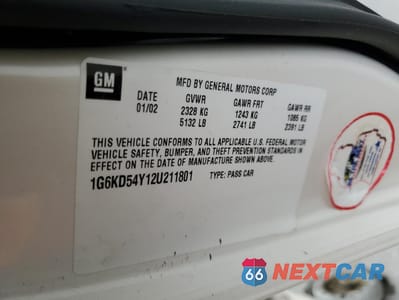 GM
MFD BY GENERAL MOTORS CORP
DATE GVWR GAWR FRT GAWR RR
01/02 2328 KG 1243 KG 1085 KG
5132 LB 2741 LB 2391 LB
THIS VEHICLE CONFORMS TO ALL APPLICABLE U.S. FEDERAL MOTOR
VEHICLE SAFETY, BUMPER, AND THEFT PREVENTION STANDARDS IN
EFFECT ON THE DATE OF MANUFACTURE SHOWN ABOVE.
1G6KD54Y12U211801 TYPE: PASS CAR
66 NEXTCAR